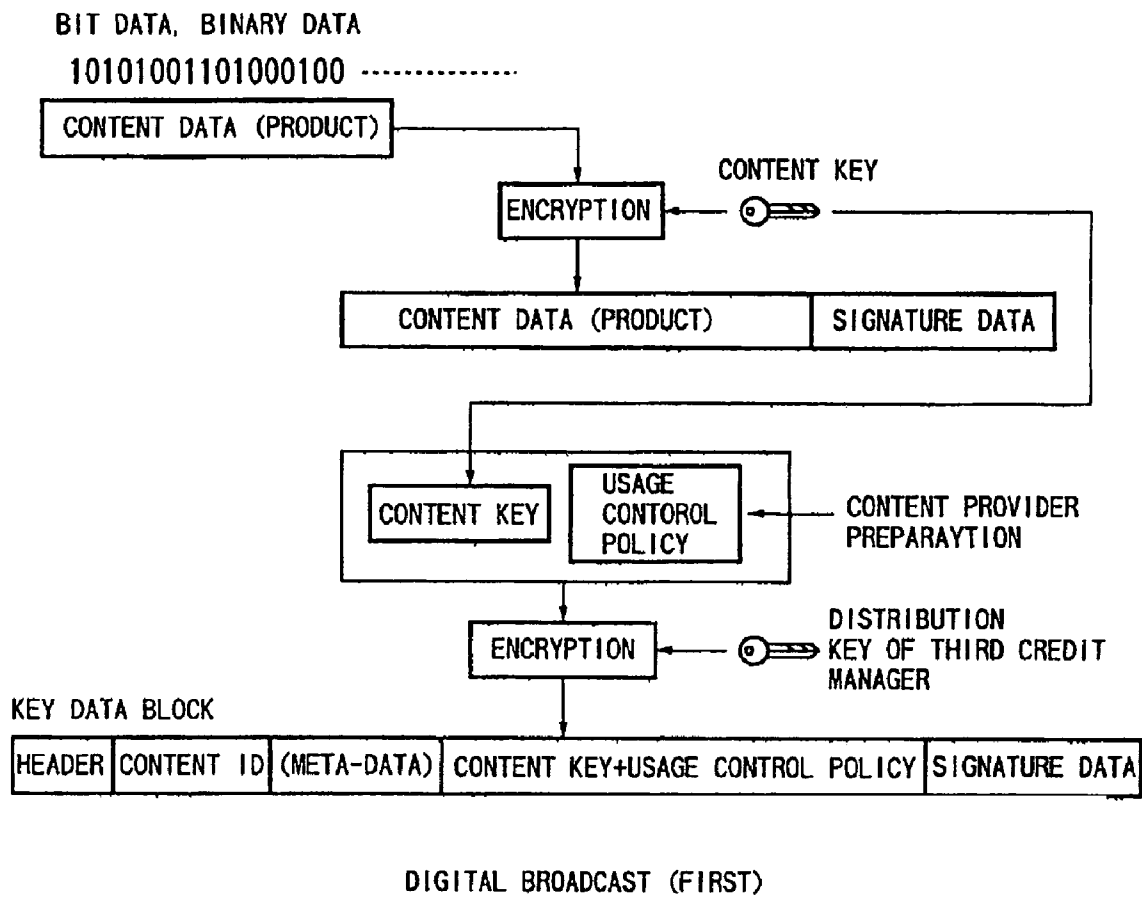 BIT DATA, BINARY DATA
10101001101000100
CONTENT DATA (PRODUCT)
CONTENT KEY
ENCRYPTION
CONTENT DATA (PRODUCT)
SIGNATURE DATA
CONTENT KEY
USAGE
CONTOROL
POLICY
CONTENT PROVIDER
PREPARAYTION
ENCRYPTION
DISTRIBUTION
KEY OF THIRD CREDIT
MANAGER
KEY DATA BLOCK
HEADER
CONTENT ID
(META-DATA)
CONTENT KEY+USAGE CONTROL POLICY
SIGNATURE DATA
DIGITAL BROADCAST (FIRST)